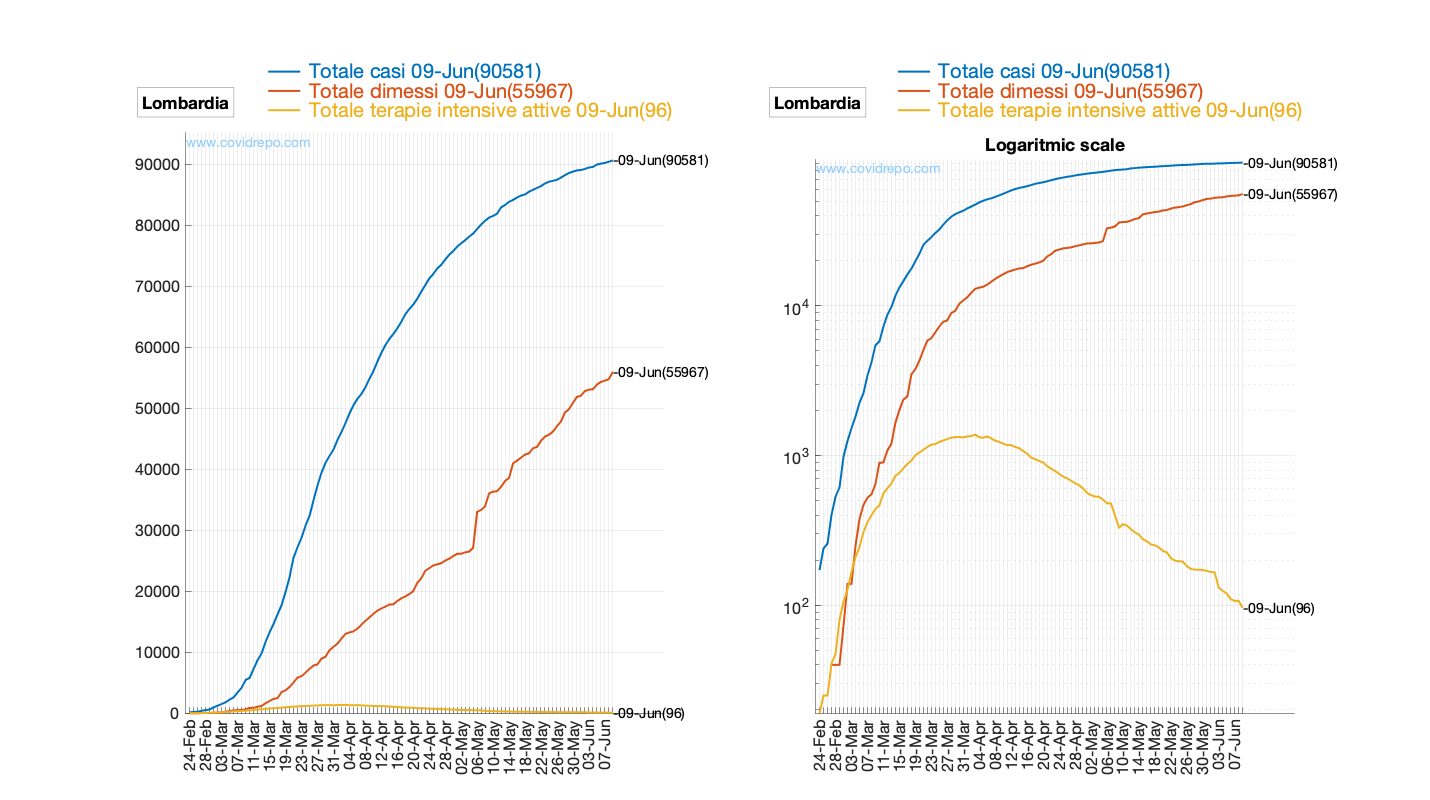 Lombardia
Totale casi 09-Jun(90581)
Totale dimessi 09-Jun(55967)
Totale terapie intensive attive 09-Jun(96)
www.covidrepo.com
90000
80000
70000
60000
50000
40000
30000
20000
10000
0
-09-Jun(90581)
-09-Jun(55967)
-09-Jun(96)
24-Feb
28-Feb
03-Mar
07-Mar
11-Mar
15-Mar
19-Mar
23-Mar
27-Mar
31-Mar
04-Apr
08-Apr
12-Apr
16-Apr
20-Apr
24-Apr
28-Apr
02-May
06-May
10-May
14-May
18-May
22-May
26-May
30-May
03-Jun
07-Jun
Lombardia
Totale casi 09-Jun(90581)
Totale dimessi 09-Jun(55967)
Totale terapie intensive attive 09-Jun(96)
Logaritmic scale
www.covidrepo.com
10^4
10^3
10^2
-09-Jun(90581)
-09-Jun(55967)
-09-Jun(96)
24-Feb
28-Feb
03-Mar
07-Mar
11-Mar
15-Mar
19-Mar
23-Mar
27-Mar
31-Mar
04-Apr
08-Apr
12-Apr
16-Apr
20-Apr
24-Apr
28-Apr
02-May
06-May
10-May
14-May
18-May
22-May
26-May
30-May
03-Jun
07-Jun